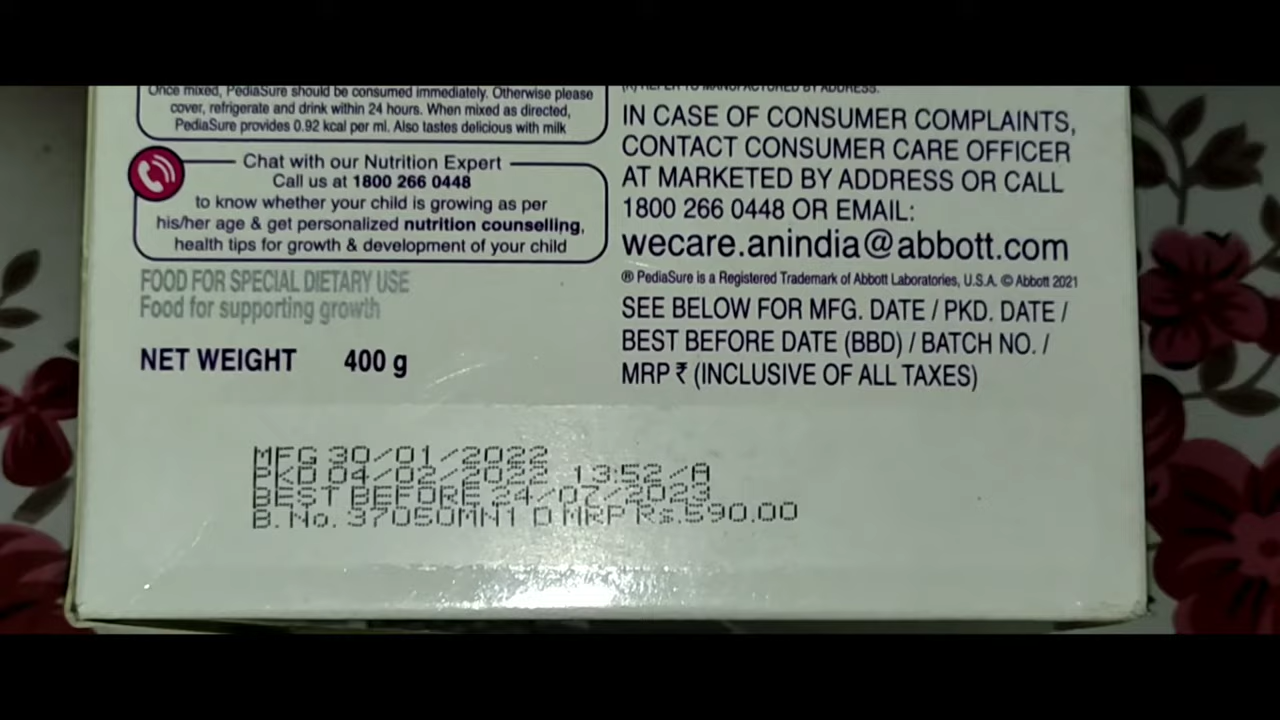 Once mixed, PediaSure should be consumed immediately. Otherwise please
cover, refrigerate and drink within 24 hours. When mixed as directed,
PediaSure provides 0.92 kcal per ml. Also tastes delicious with milk
Chat with our Nutrition Expert
Call us at 1800 266 0448
to know whether your child is growing as per
his/her age & get personalized nutrition counselling,
health tips for growth & development of your child
FOOD FOR SPECIAL DIETARY USE
Food for supporting growth
NET WEIGHT 400 g
REFER TO MANUFACTURED BY ADDRESS.
IN CASE OF CONSUMER COMPLAINTS,
CONTACT CONSUMER CARE OFFICER
AT MARKETED BY ADDRESS OR CALL
1800 266 0448 OR EMAIL:
wecare.anindia@abbott.com
® PediaSure is a Registered Trademark of Abbott Laboratories, U.S.A. © Abbott 2021
SEE BELOW FOR MFG. DATE / PKD. DATE /
BEST BEFORE DATE (BBD) / BATCH NO. /
MRP ₹ (INCLUSIVE OF ALL TAXES)
MFG 30/01/2022
PKD 04/02/2022 13:52/A
BEST BEFORE 24/07/2023
B. No. 37050MN1 D MRP Rs.590.00